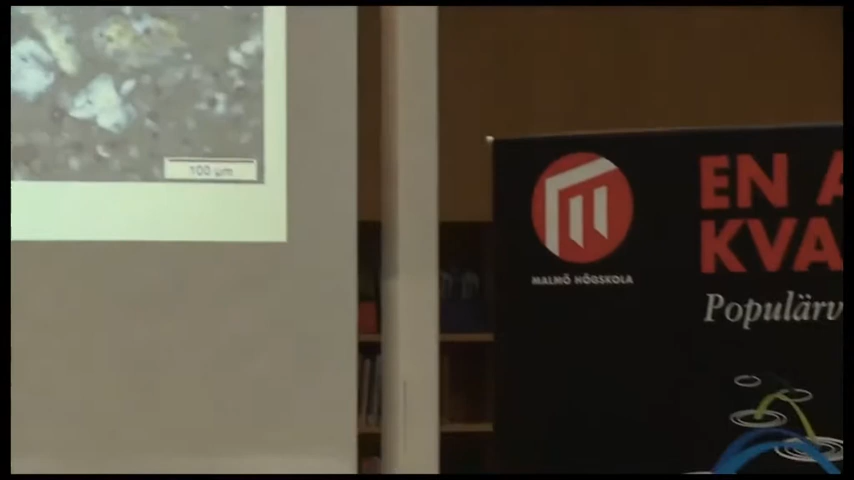 100 µm
MALMÖ HÖGSKOLA
EN
KVA
Populärv